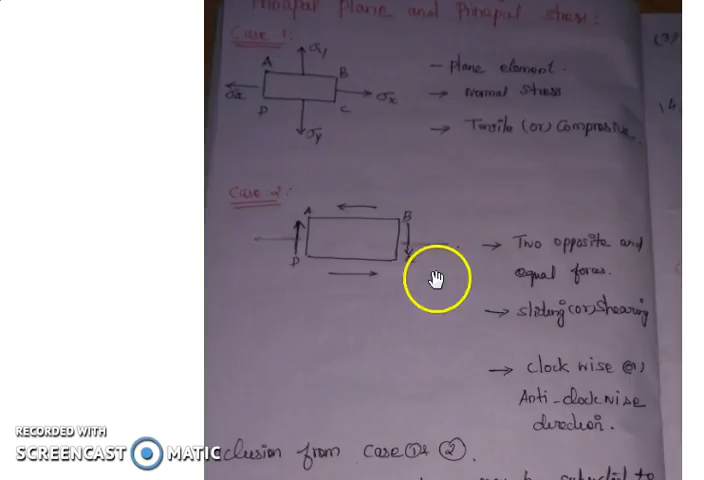 Principal plane and Principal stress:
Case 1:
σy
A
B
- plane element.
σx
σx
→ normal stress
D
C
σy
→ Tensile (or) Compressive.
Case :2:
A
B
→ Two opposite and
D
equal forces.
→ sliding (or) shearing
→ clock wise (or)
Anti-clockwise
direction.
clusion from case ① & ②.
RECORDED WITH
SCREENCAST MATIC